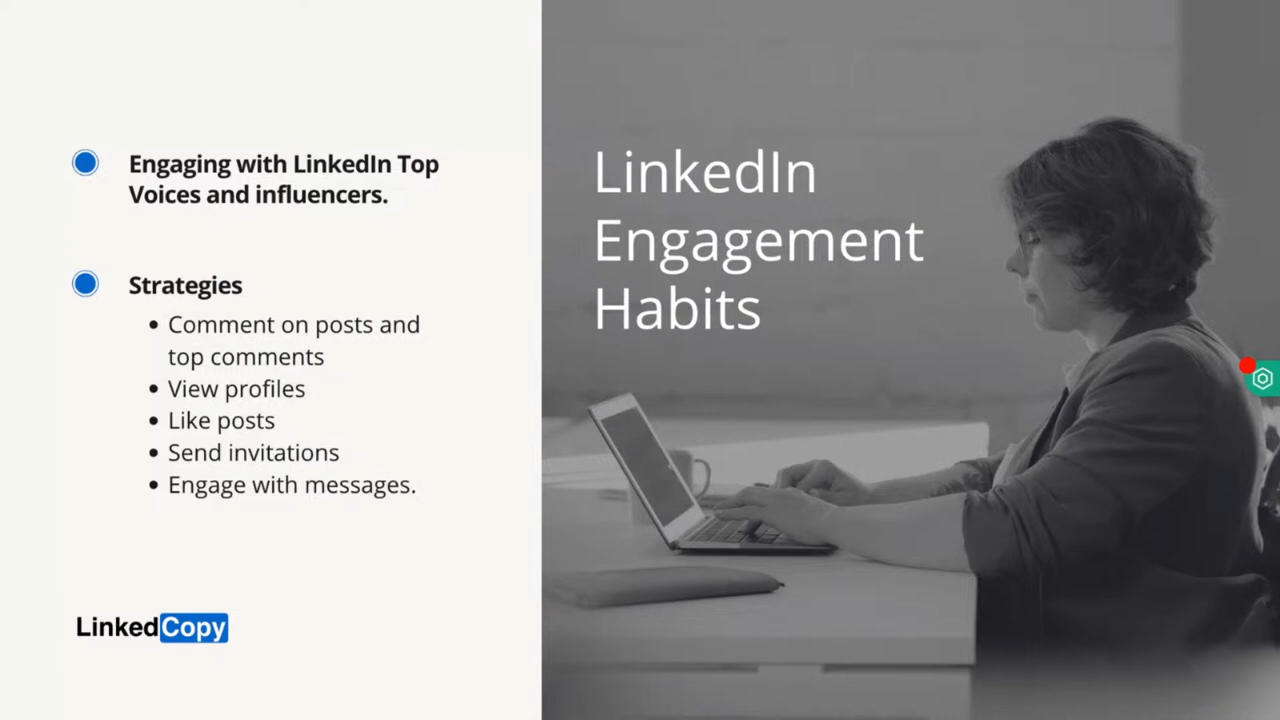 Engaging with LinkedIn Top
Voices and influencers.
Strategies
Comment on posts and
top comments
View profiles
Like posts
Send invitations
Engage with messages.
LinkedCopy
LinkedIn
Engagement
Habits